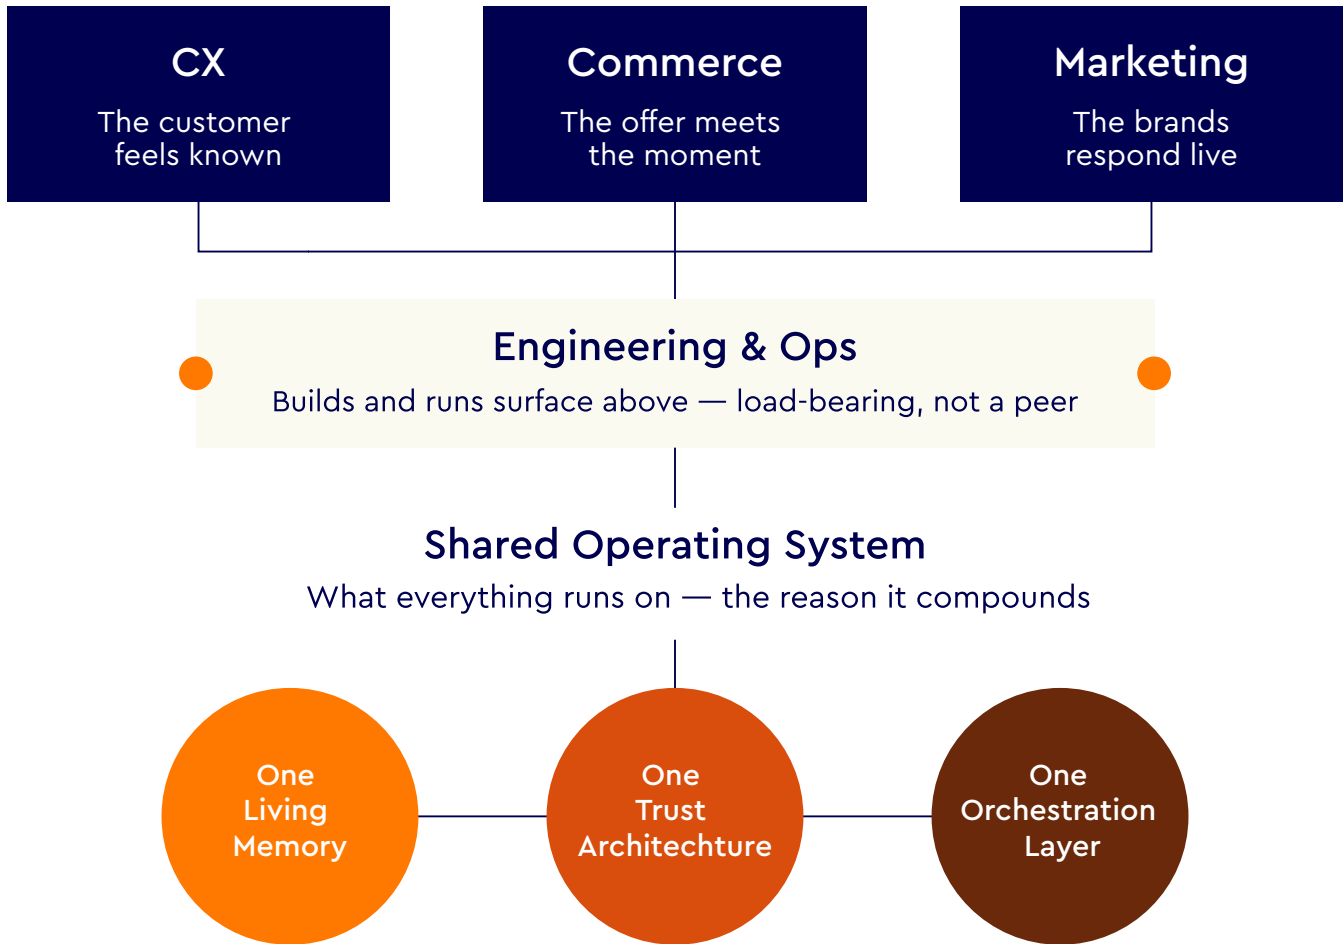 CX
The customer
feels known
Commerce
The offer meets
the moment
Marketing
The brands
respond live
Engineering & Ops
Builds and runs surface above — load-bearing, not a peer
Shared Operating System
What everything runs on — the reason it compounds
One
Living
Memory
One
Trust
Architechture
One
Orchestration
Layer